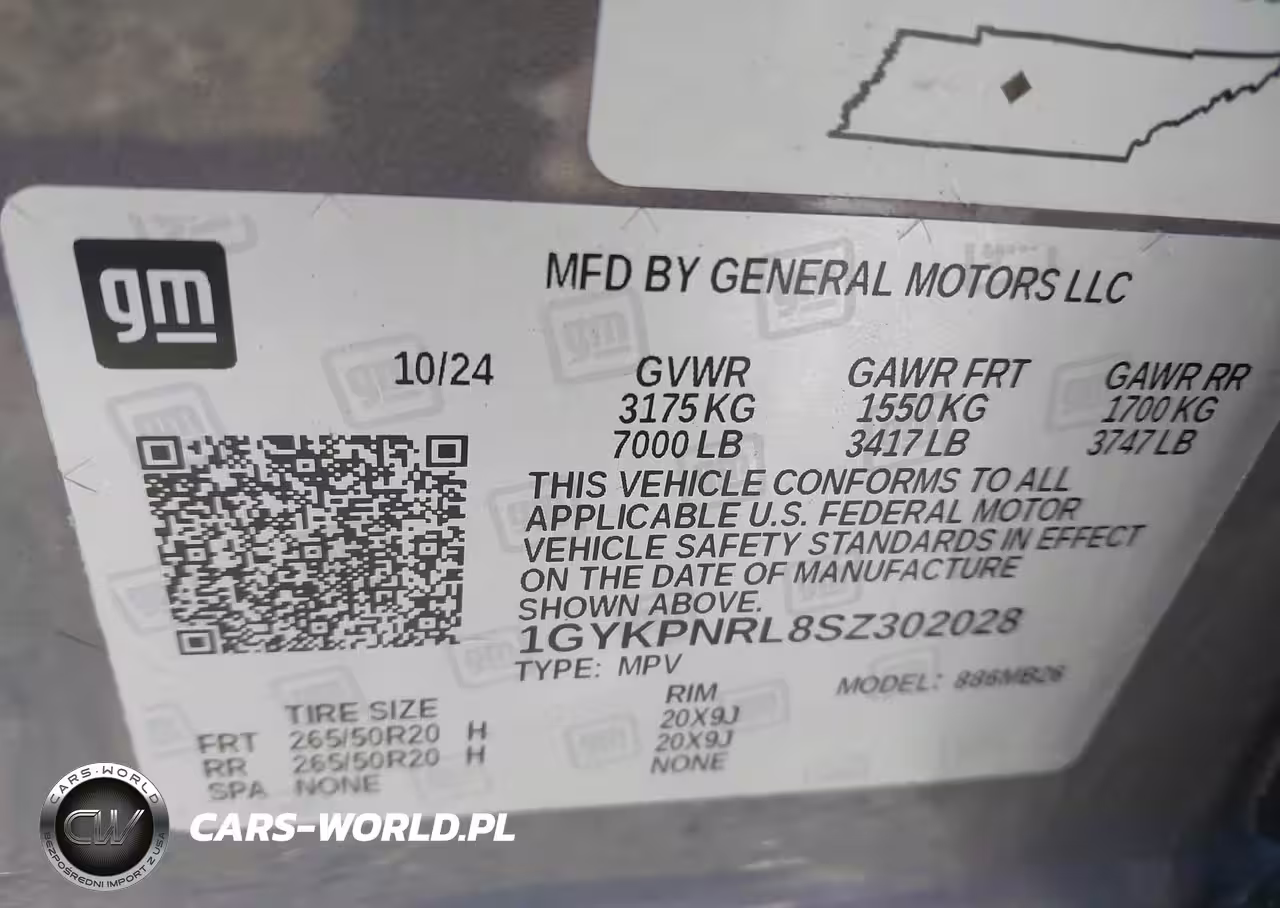 gm
MFD BY GENERAL MOTORS LLC
10/24 GVWR GAWR FRT GAWR RR
3175 KG 1550 KG 1700 KG
7000 LB 3417 LB 3747 LB
THIS VEHICLE CONFORMS TO ALL
APPLICABLE U.S. FEDERAL MOTOR
VEHICLE SAFETY STANDARDS IN EFFECT
ON THE DATE OF MANUFACTURE
SHOWN ABOVE.
1GYKPNRL8SZ302028
TYPE: MPV MODEL: 886MB26
TIRE SIZE RIM
FRT 265/50R20 H 20X9J
RR 265/50R20 H 20X9J
SPA NONE NONE
CARS-WORLD
CW
BEZPOŚREDNI IMPORT Z USA
CARS-WORLD.PL